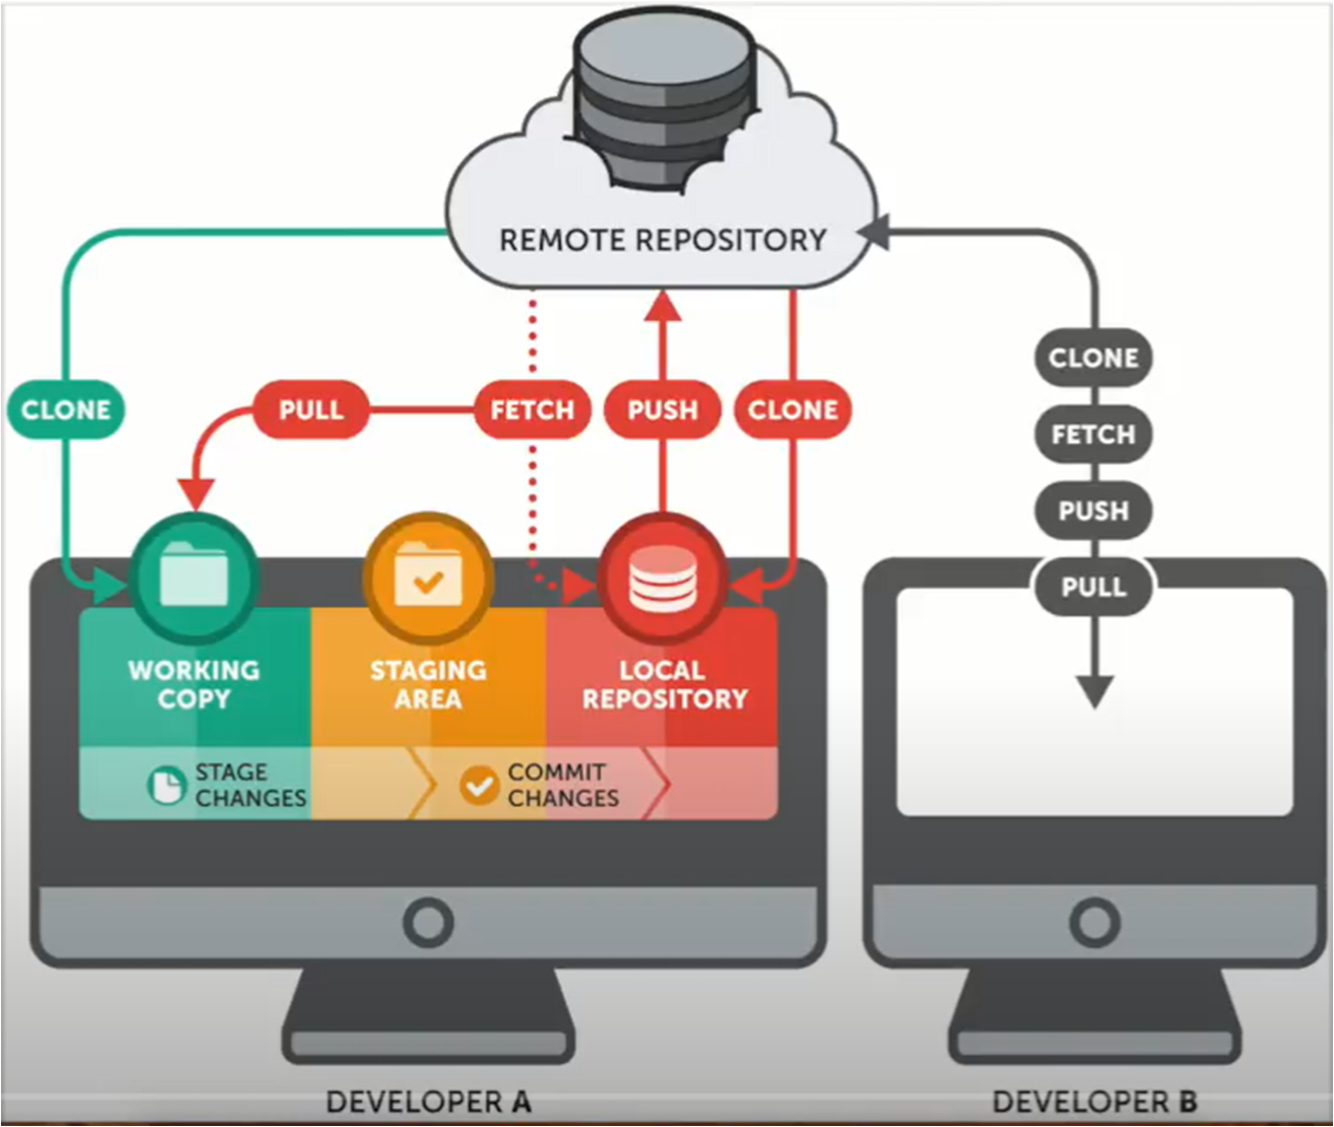 REMOTE REPOSITORY
CLONE
PULL
FETCH
PUSH
CLONE
CLONE
FETCH
PUSH
PULL
WORKING
COPY
STAGING
AREA
LOCAL
REPOSITORY
STAGE
CHANGES
COMMIT
CHANGES
DEVELOPER A
DEVELOPER B